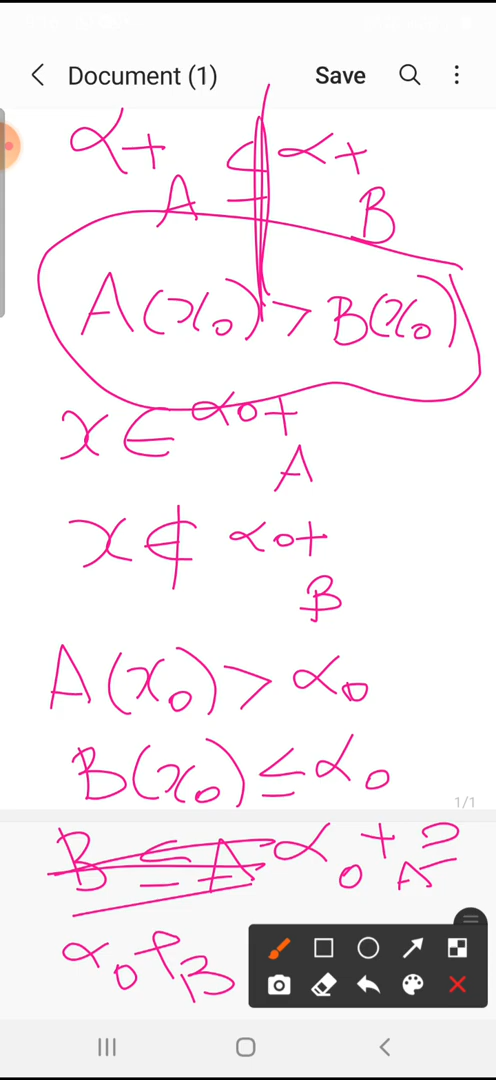 Document (1) Save
α+ ⊆ α+
A B
A(x₀) > B(x₀)
x ∈ α₀+
A
x ∉ α₀+
B
A(x₀) > α₀
B(x₀) ≤ α₀
1/1
B ⊆ A α₀+
A
α₀+B